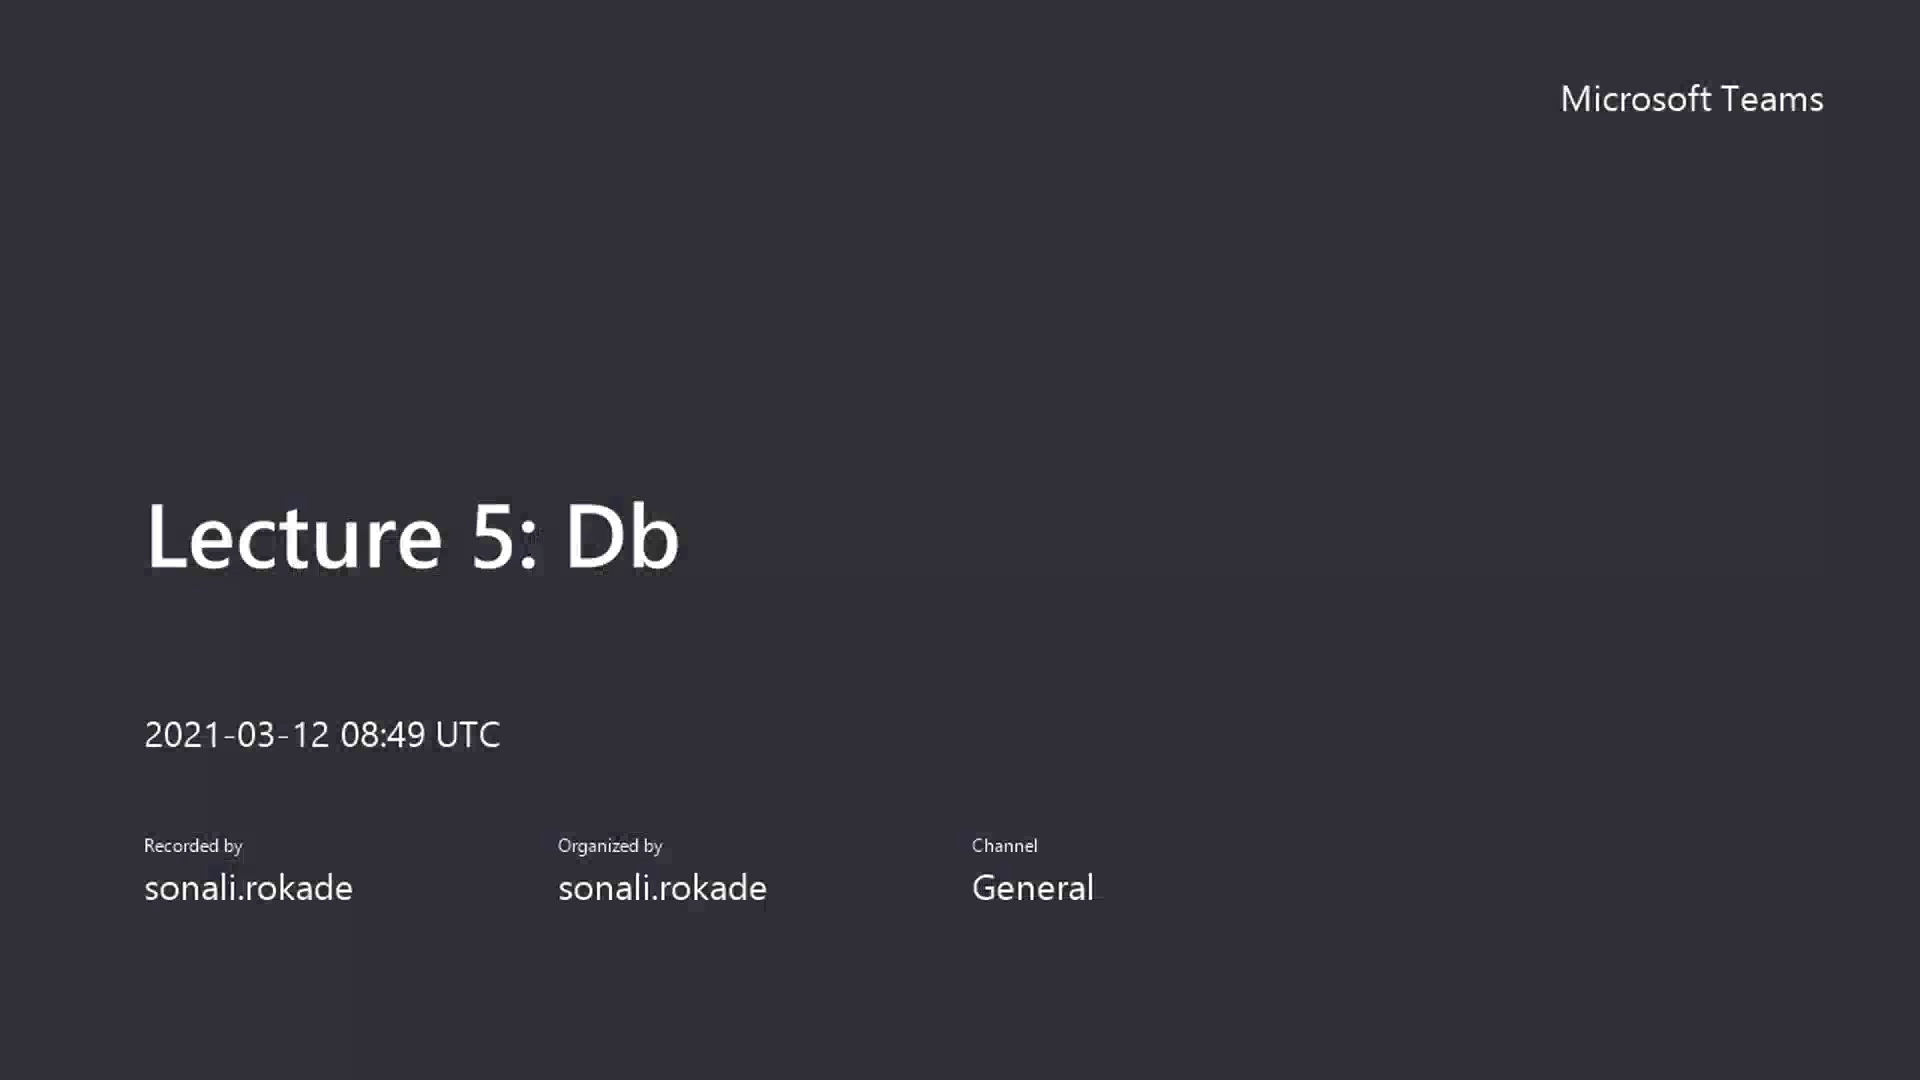 Microsoft Teams
Lecture 5: Db
2021-03-12 08:49 UTC
Recorded by
sonali.rokade
Organized by
sonali.rokade
Channel
General